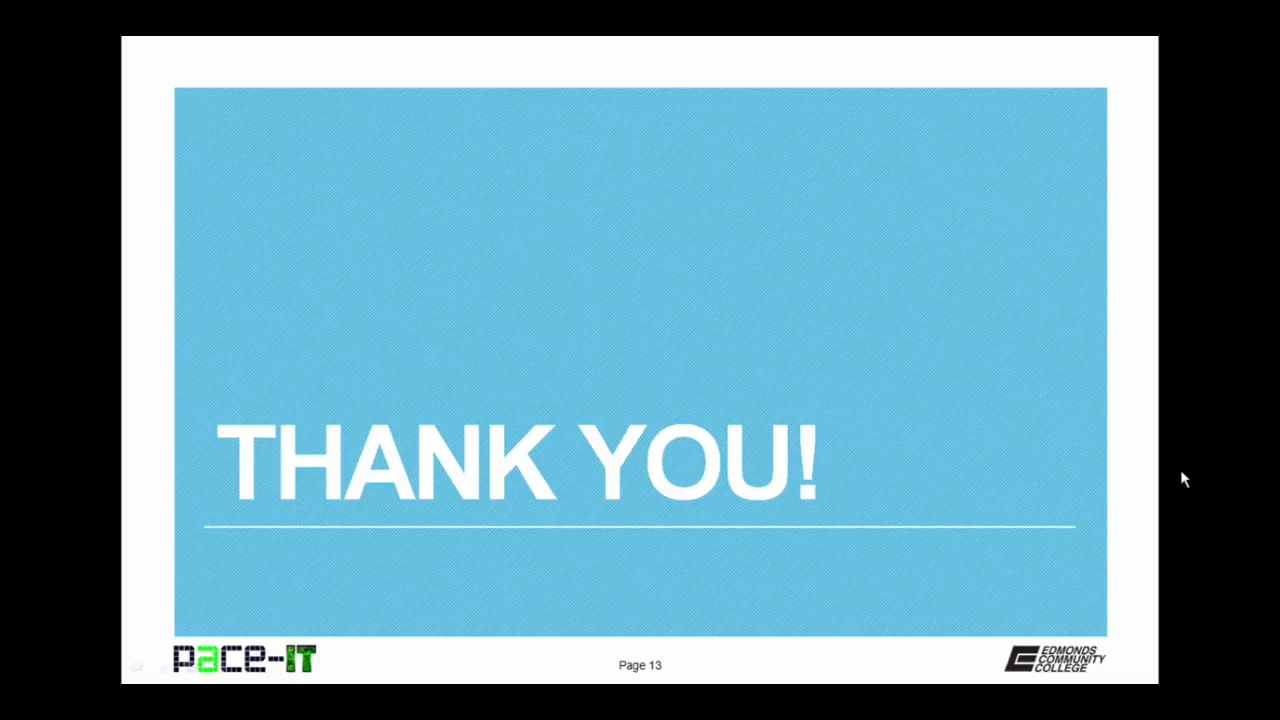 THANK YOU!
pace-IT
Page 13
EDMONDS
COMMUNITY
COLLEGE